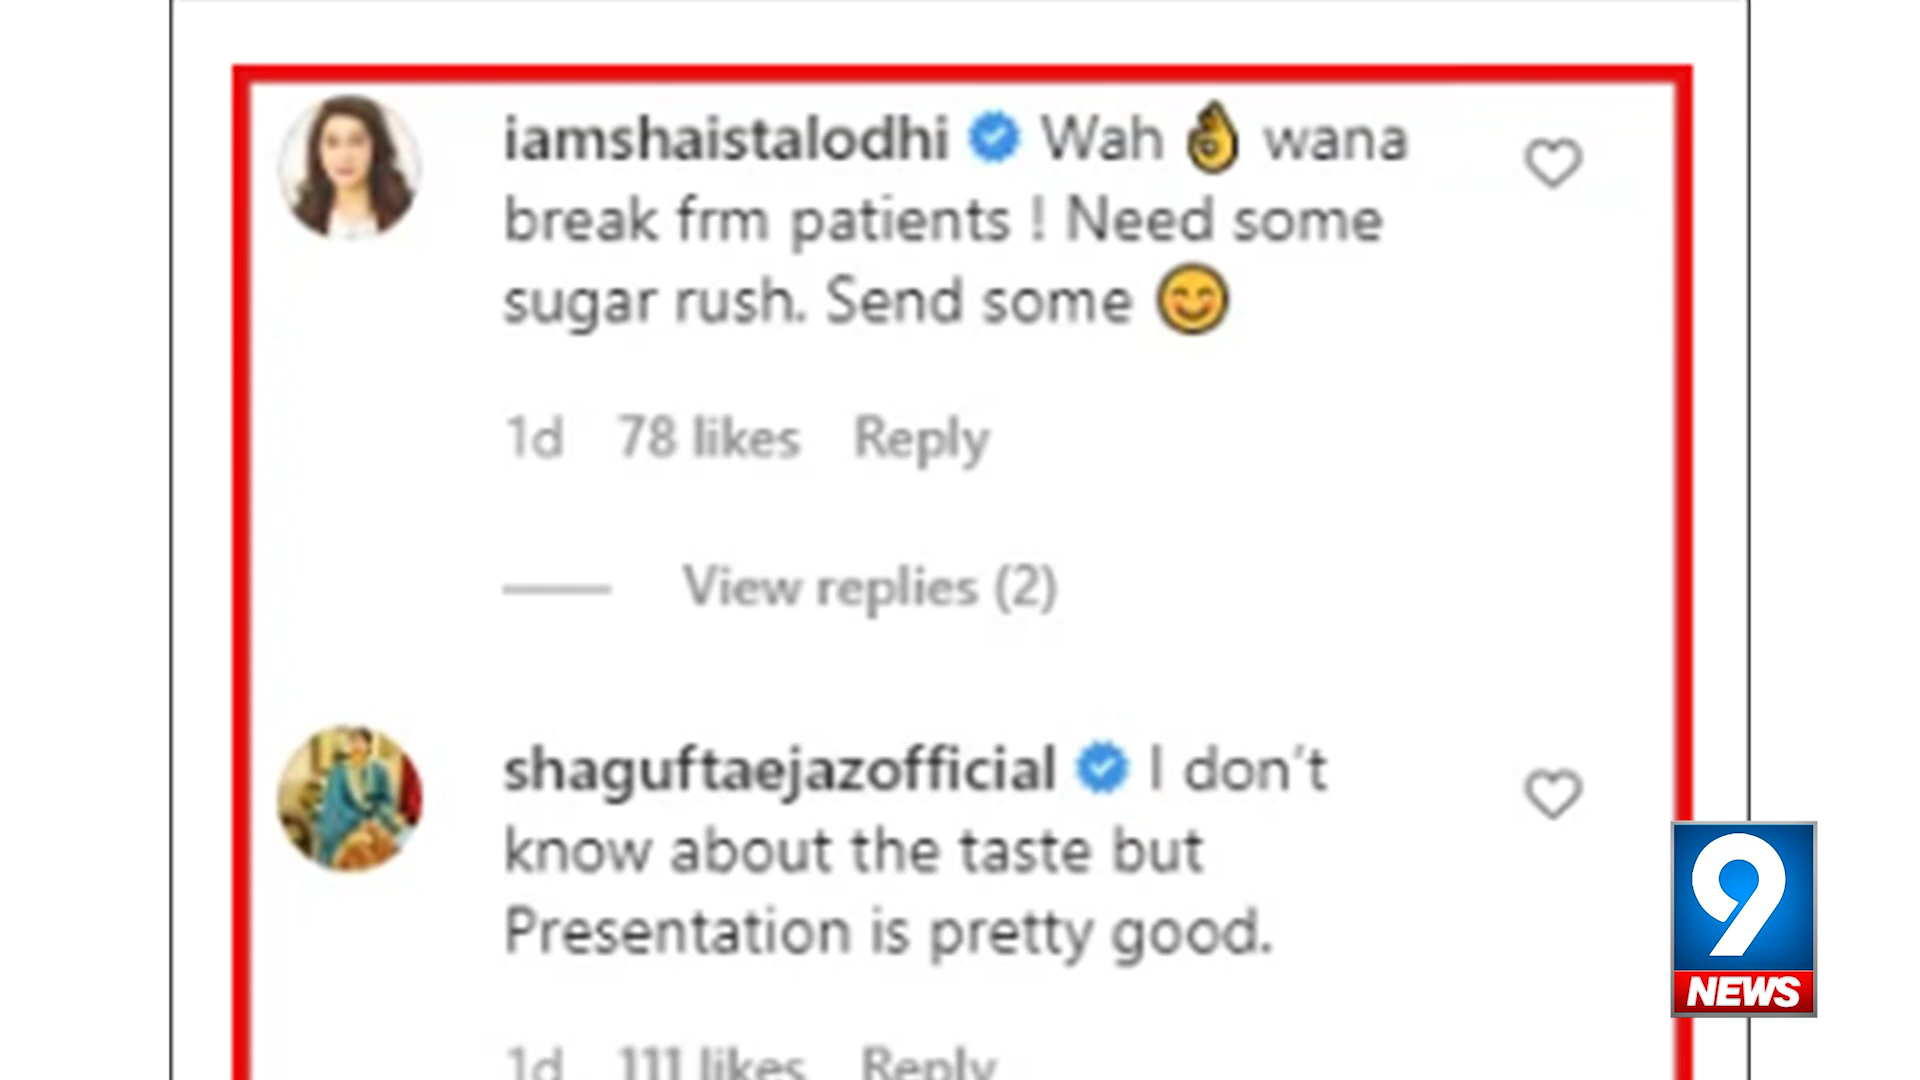 iamshaistalodhi Wah 👌 wana
break frm patients ! Need some
sugar rush. Send some 😊
1d 78 likes Reply
View replies (2)
shaguftaejazofficial I don't
know about the taste but
Presentation is pretty good.
1d 111 likes Reply
9
NEWS